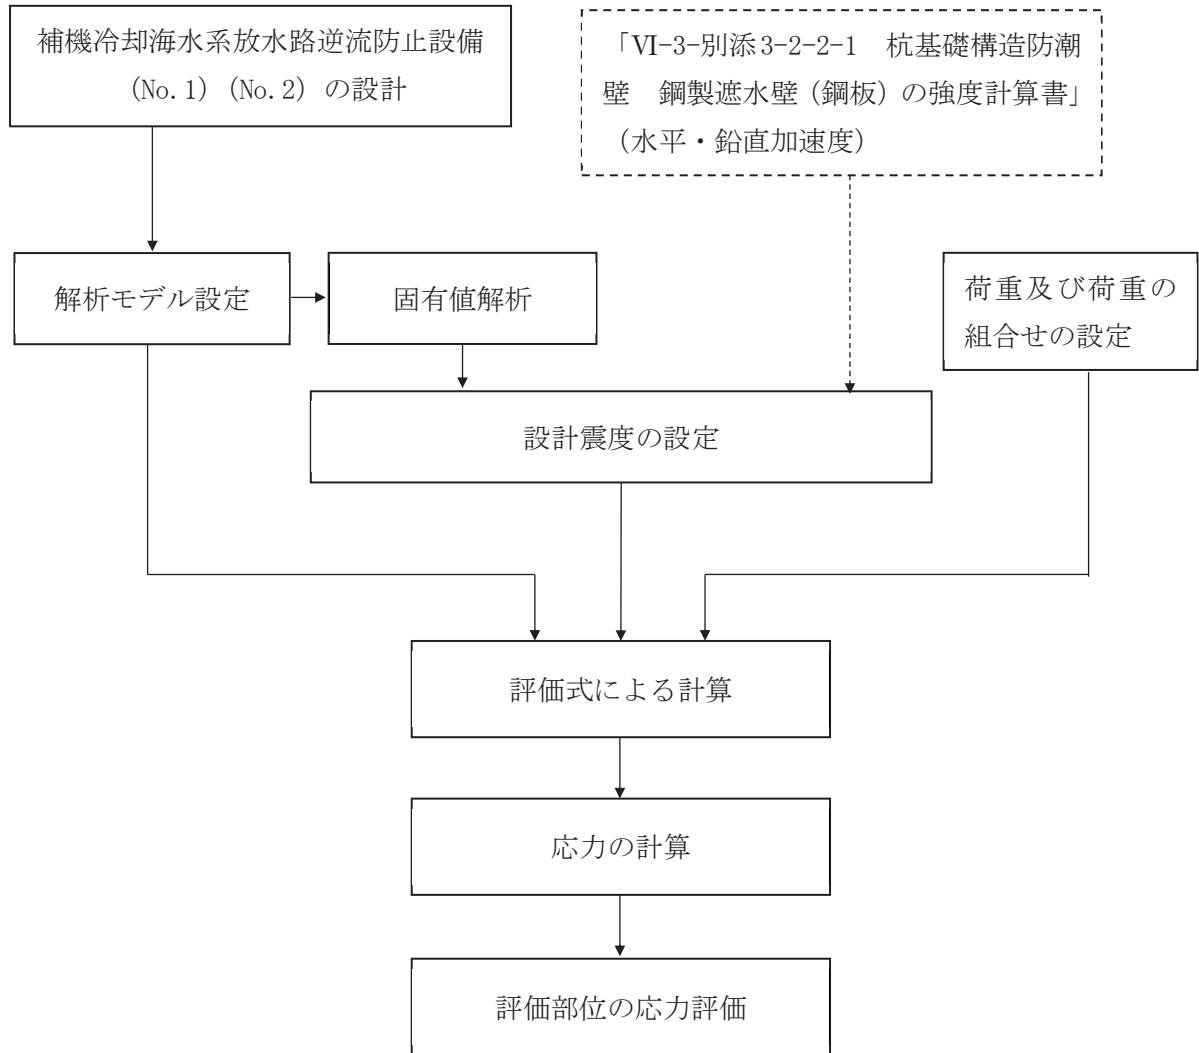 補機冷却海水系放水路逆流防止設備
(No.1)(No.2)の設計
「Ⅵ-3-別添3-2-2-1　杭基礎構造防潮
壁　鋼製遮水壁(鋼板)の強度計算書」
(水平・鉛直加速度)
解析モデル設定
固有値解析
荷重及び荷重の
組合せの設定
設計震度の設定
評価式による計算
応力の計算
評価部位の応力評価